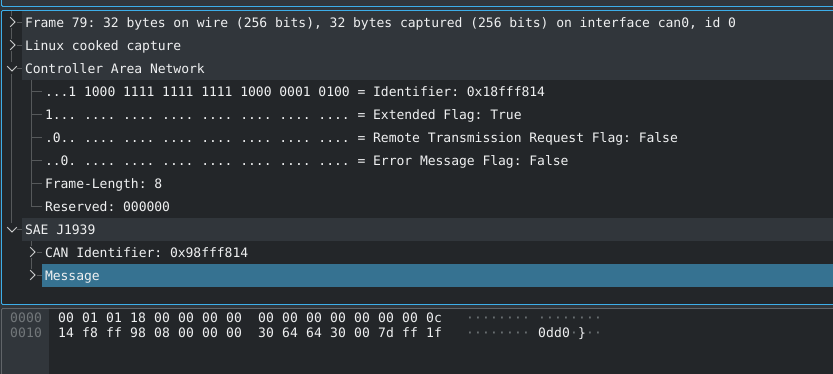 Frame 79: 32 bytes on wire (256 bits), 32 bytes captured (256 bits) on interface can0, id 0
Linux cooked capture
Controller Area Network
...1 1000 1111 1111 1111 1000 0001 0100 = Identifier: 0x18fff814
1... .... .... .... .... .... .... .... = Extended Flag: True
.0.. .... .... .... .... .... .... .... = Remote Transmission Request Flag: False
..0. .... .... .... .... .... .... .... = Error Message Flag: False
Frame-Length: 8
Reserved: 000000
SAE J1939
CAN Identifier: 0x98fff814
Message
0000 00 01 01 18 00 00 00 00 00 00 00 00 00 00 00 0c ········ ········
0010 14 f8 ff 98 08 00 00 00 30 64 64 30 00 7d ff 1f ········ 0dd0·}··